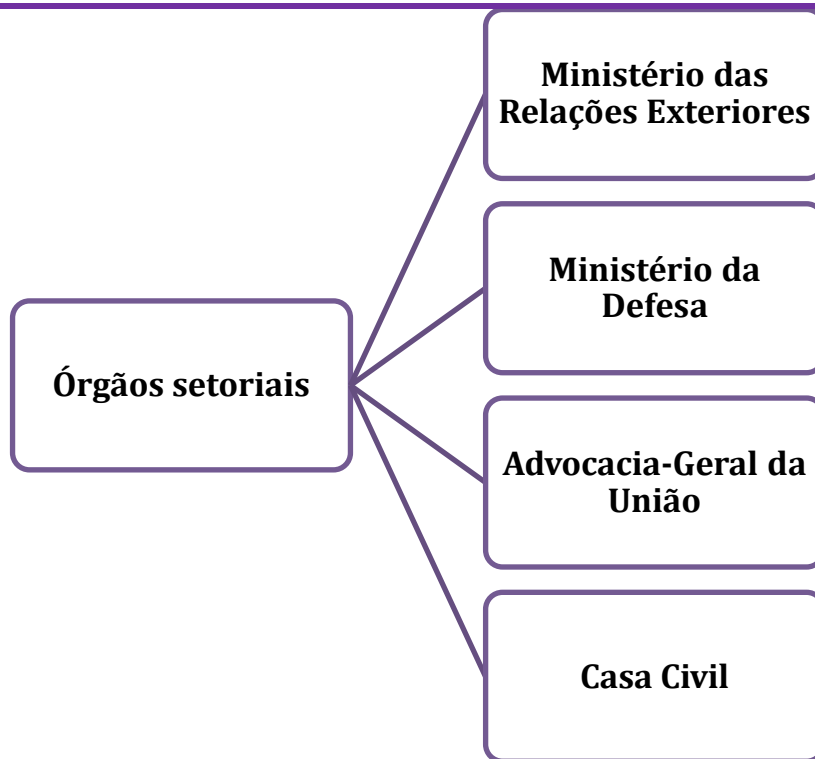 Órgãos setoriais
Ministério das
Relações Exteriores
Ministério da
Defesa
Advocacia-Geral da
União
Casa Civil